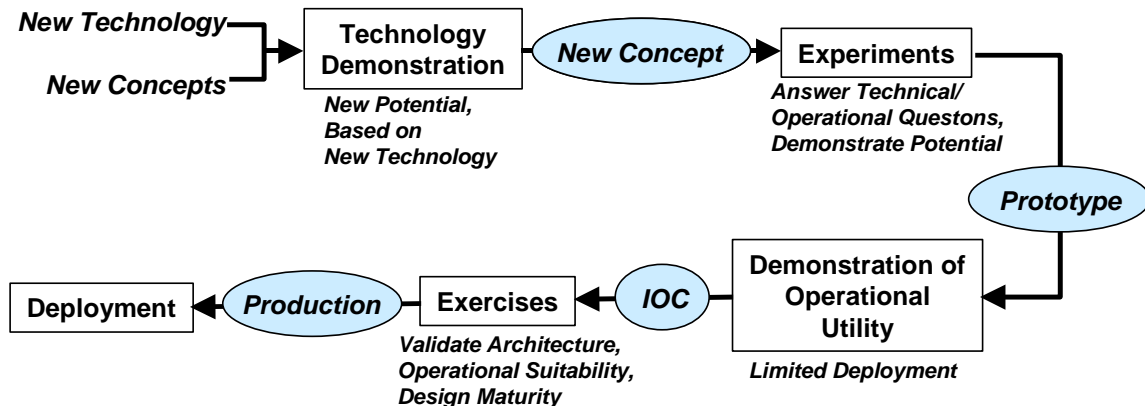 New Technology
New Concepts
Technology
Demonstration
New Potential,
Based on
New Technology
New Concept
Experiments
Answer Technical/
Operational Questons,
Demonstrate Potential
Prototype
Demonstration of
Operational
Utility
Limited Deployment
IOC
Exercises
Validate Architecture,
Operational Suitability,
Design Maturity
Production
Deployment